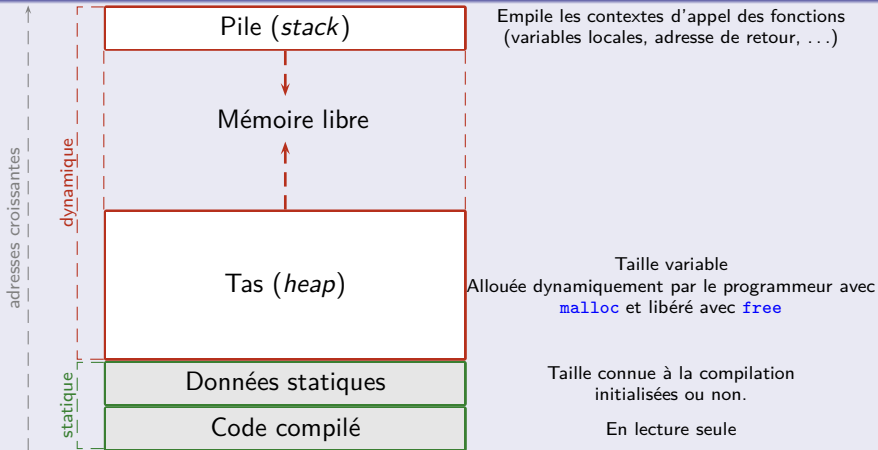 Pile (stack)
Empile les contextes d'appel des fonctions
(variables locales, adresse de retour, ...)
Mémoire libre
adresses croissantes
dynamique
Tas (heap)
Taille variable
Allouée dynamiquement par le programmeur avec
malloc et libéré avec free
statique
Données statiques
Taille connue à la compilation
initialisées ou non.
Code compilé
En lecture seule